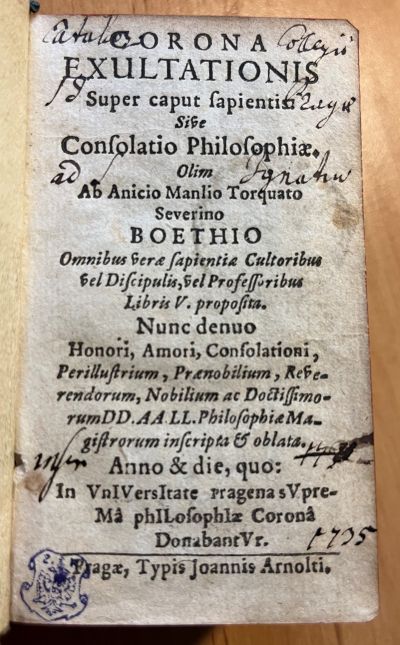 CORONA
EXULTATIONIS
Super caput ſapientiæ
Sive
Conſolatio Philoſophiæ.
Olim
Ab Anicio Manlio Torquato
Severino
BOETHIO
Omnibus veræ ſapientiæ Cultoribus
vel Diſcipulis, vel Profeſſoribus
Libris V. propoſita.
Nunc denuo
Honori, Amori, Conſolationi,
Perilluſtrium, Prænobilium, Reve-
rendorum, Nobilium ac Doctiſſimo-
rum DD. AA. LL. Philoſophiæ Ma-
giſtrorum inſcripta & oblata.
Anno & die, quo:
In VnIVersItate pragena sVpre-
Mâ phILosophIæ Coronâ
DonabantVr.
1735
Pragæ, Typis Joannis Arnolti.